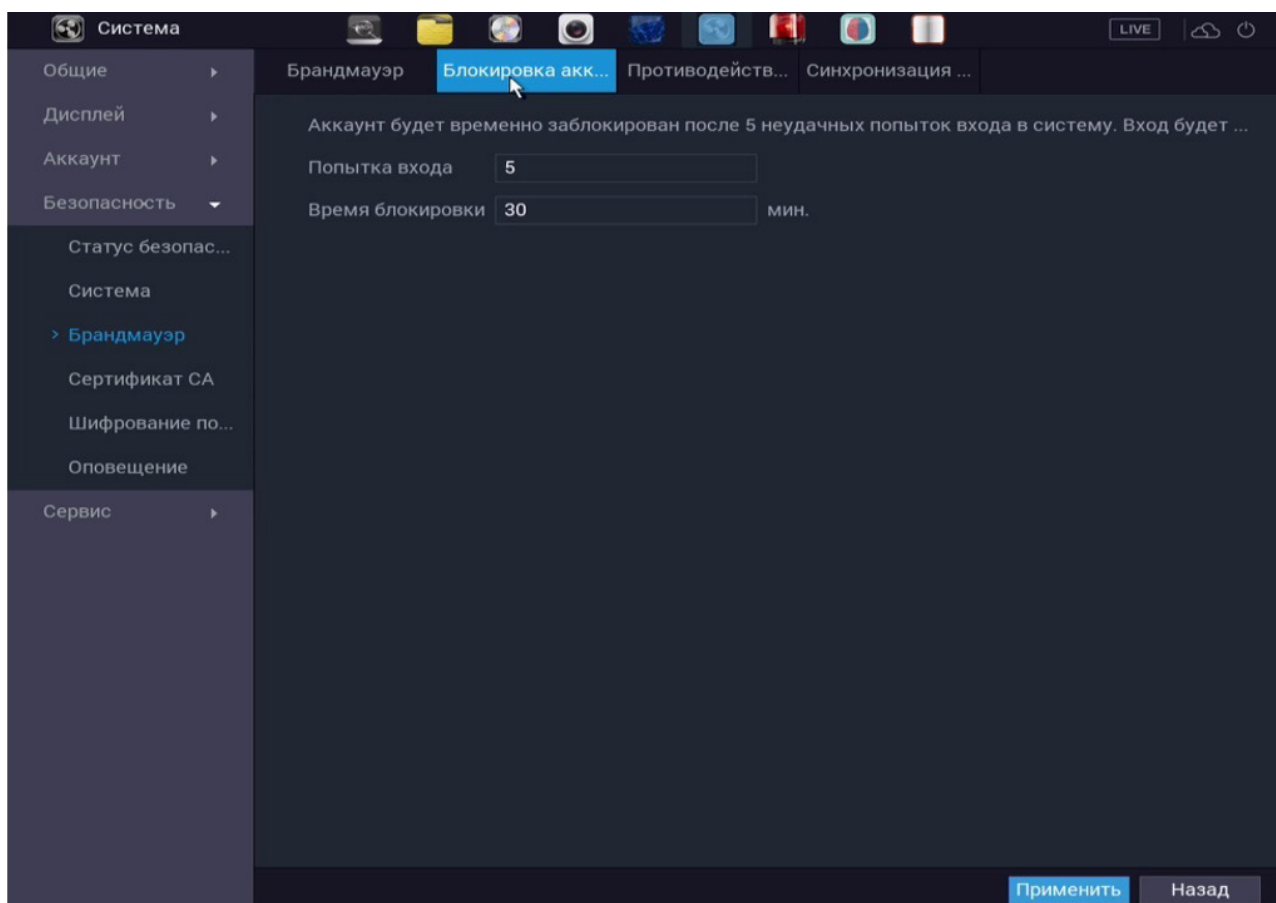 Система
LIVE
Общие
Дисплей
Аккаунт
Безопасность
Статус безопас...
Система
> Брандмауэр
Сертификат CA
Шифрование по...
Оповещение
Сервис
Брандмауэр Блокировка акк... Противодейств... Синхронизация ...
Аккаунт будет временно заблокирован после 5 неудачных попыток входа в систему. Вход будет ...
Попытка входа 5
Время блокировки 30 мин.
Применить Назад